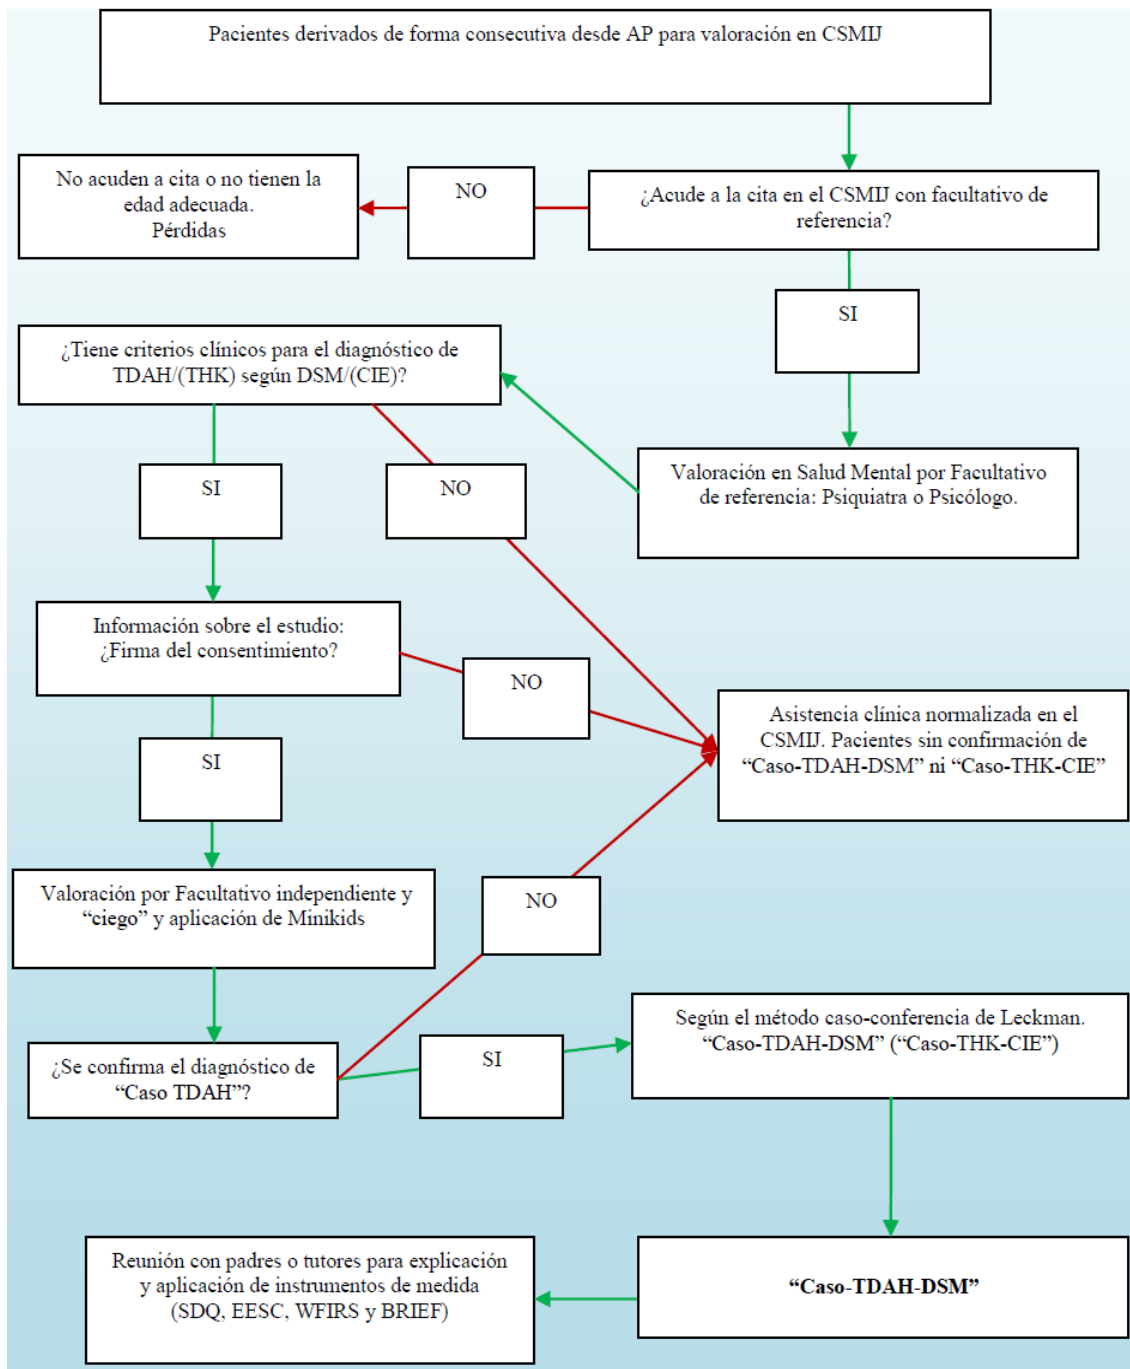 Pacientes derivados de forma consecutiva desde AP para valoración en CSMIJ
No acuden a cita o no tienen la
edad adecuada.
Pérdidas
NO
¿Acude a la cita en el CSMIJ con facultativo de
referencia?
SI
¿Tiene criterios clínicos para el diagnóstico de
TDAH/(THK) según DSM/(CIE)?
SI
NO
Valoración en Salud Mental por Facultativo
de referencia: Psiquiatra o Psicólogo.
Información sobre el estudio:
¿Firma del consentimiento?
NO
SI
Asistencia clínica normalizada en el
CSMIJ. Pacientes sin confirmación de
“Caso-TDAH-DSM” ni “Caso-THK-CIE”
Valoración por Facultativo independiente y
“ciego” y aplicación de Minikids
NO
¿Se confirma el diagnóstico de
“Caso TDAH”?
SI
Según el método caso-conferencia de Leckman.
“Caso-TDAH-DSM” (“Caso-THK-CIE”)
Reunión con padres o tutores para explicación
y aplicación de instrumentos de medida
(SDQ, EESC, WFIRS y BRIEF)
“Caso-TDAH-DSM”